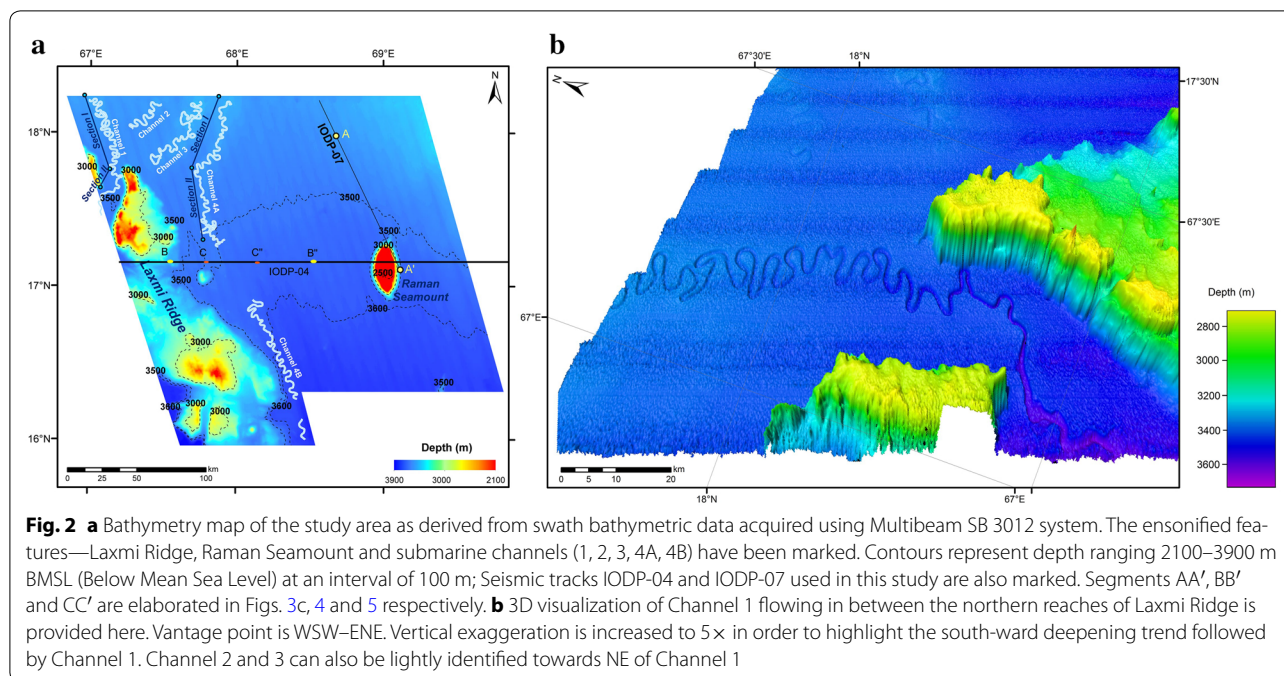 a
67°E
68°E
69°E
N
18°N
17°N
16°N
Section I
Channel 1
Section II
Channel 2
Channel 3
Section I
Section II
Channel 4A
Channel 4B
A
IODP-07
3000
3000
3500
3500
3000
3500
3500
3500
3000
2500
3600
B
C
C"
B"
IODP-04
A'
Raman
Seamount
3500
Laxmi Ridge
3000
3000
3500
3600
3000
3000
3600
3500
Depth (m)
3900 3000 2100
0 25 50 100
km
b
67°30'E
18°N
17°30'N
N
17°30'N
67°E
67°30'E
Depth (m)
2800
3000
3200
3400
3600
0 5 10 20
km
18°N
67°E
Fig. 2 a Bathymetry map of the study area as derived from swath bathymetric data acquired using Multibeam SB 3012 system. The ensonified fea-
tures—Laxmi Ridge, Raman Seamount and submarine channels (1, 2, 3, 4A, 4B) have been marked. Contours represent depth ranging 2100–3900 m
BMSL (Below Mean Sea Level) at an interval of 100 m; Seismic tracks IODP-04 and IODP-07 used in this study are also marked. Segments AA′, BB′
and CC′ are elaborated in Figs. 3c, 4 and 5 respectively. b 3D visualization of Channel 1 flowing in between the northern reaches of Laxmi Ridge is
provided here. Vantage point is WSW–ENE. Vertical exaggeration is increased to 5× in order to highlight the south-ward deepening trend followed
by Channel 1. Channel 2 and 3 can also be lightly identified towards NE of Channel 1